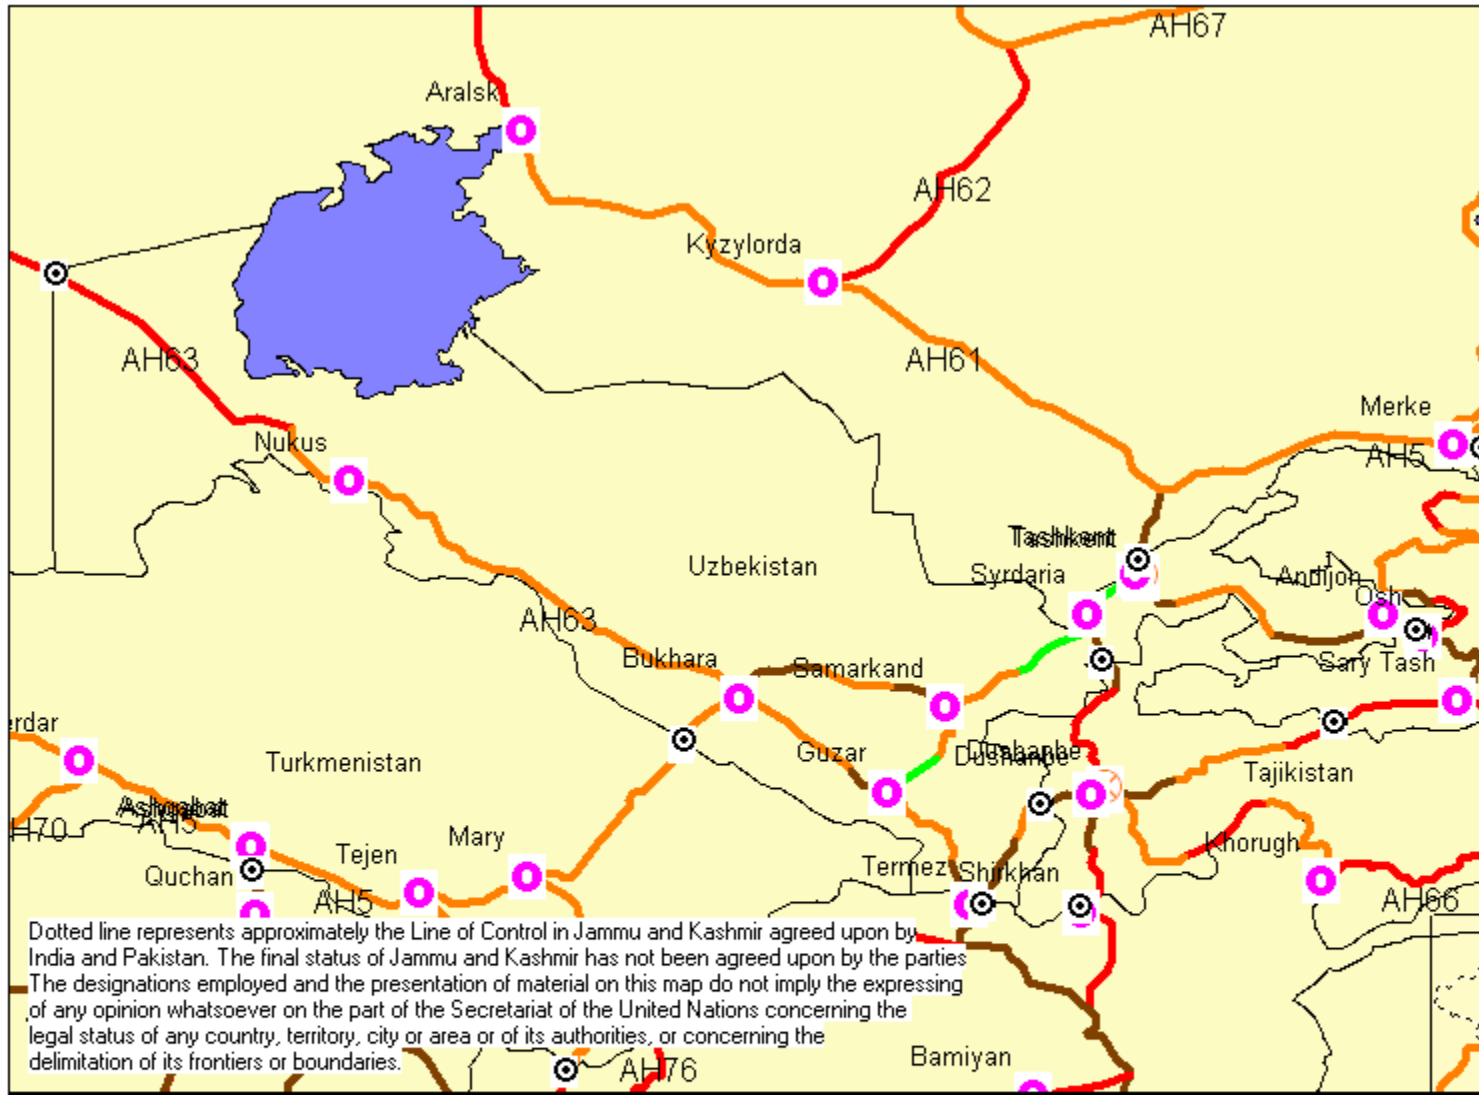 AH67
Aralsk
AH62
Kyzylorda
AH63
AH61
Merke
AH5
Nukus
Tashkent
Uzbekistan
Syrdaria
Andijon
Osh
AH63
Bukhara
Samarkand
Sary Tash
erdar
Turkmenistan
Guzar
Dushanbe
Dushanbe
Tajikistan
Ashgabat
AH5
H70
Mary
Tejen
Khorugh
Quchan
Termez
Shirkhan
AH5
AH66
Dotted line represents approximately the Line of Control in Jammu and Kashmir agreed upon by
India and Pakistan. The final status of Jammu and Kashmir has not been agreed upon by the parties
The designations employed and the presentation of material on this map do not imply the expressing
of any opinion whatsoever on the part of the Secretariat of the United Nations concerning the
legal status of any country, territory, city or area or of its authorities, or concerning the
delimitation of its frontiers or boundaries.
AH76
Bamiyan